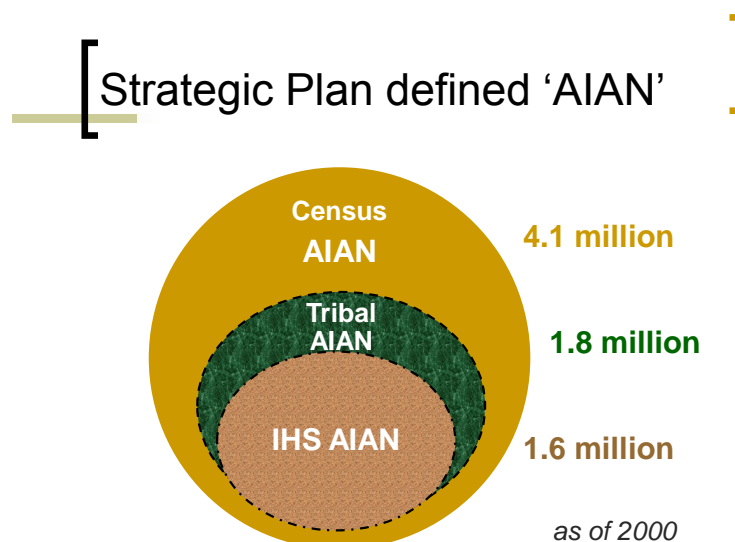 Strategic Plan defined ‘AIAN’
Census
AIAN
4.1 million
Tribal
AIAN
1.8 million
IHS AIAN
1.6 million
as of 2000